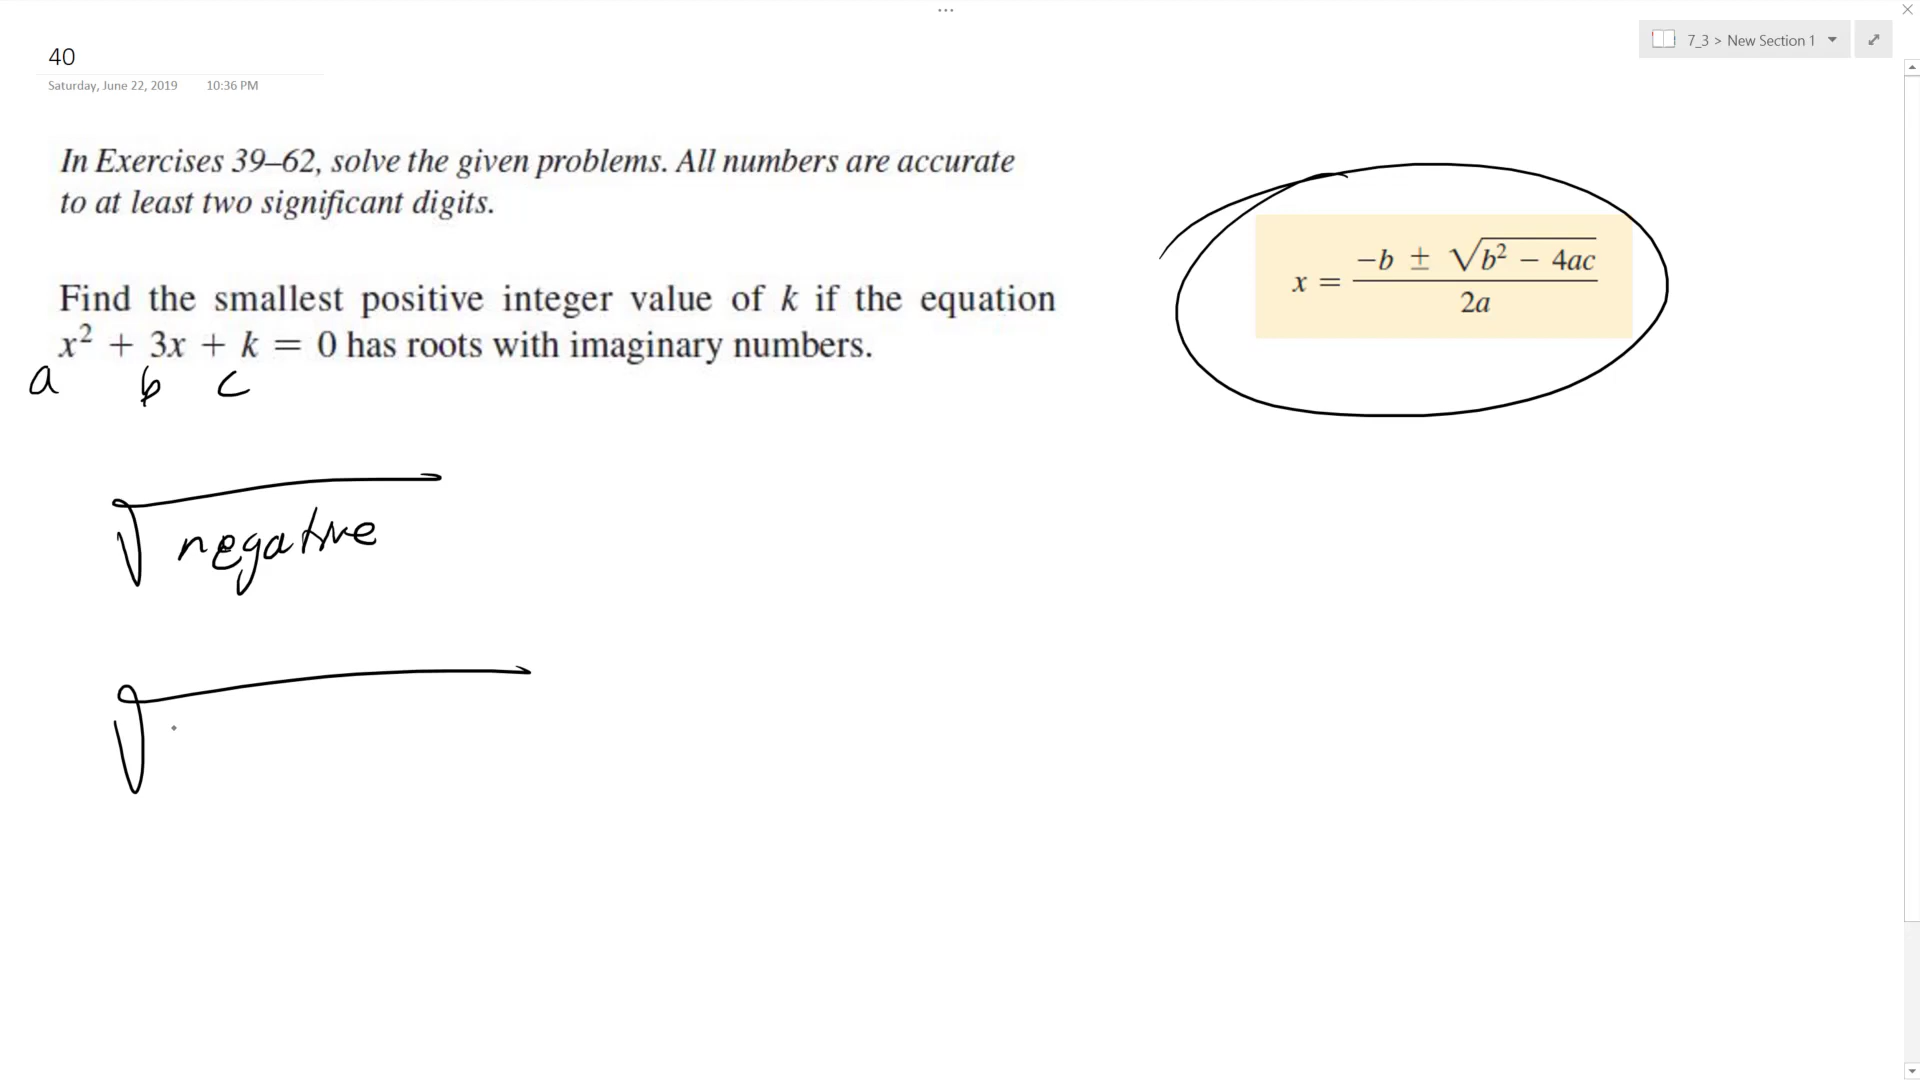 ...
7_3 > New Section 1
40
Saturday, June 22, 2019 10:36 PM
In Exercises 39–62, solve the given problems. All numbers are accurate
to at least two significant digits.
Find the smallest positive integer value of k if the equation
x² + 3x + k = 0 has roots with imaginary numbers.
a b c
x = (-b ± √(b² − 4ac)) / 2a
√negative
√